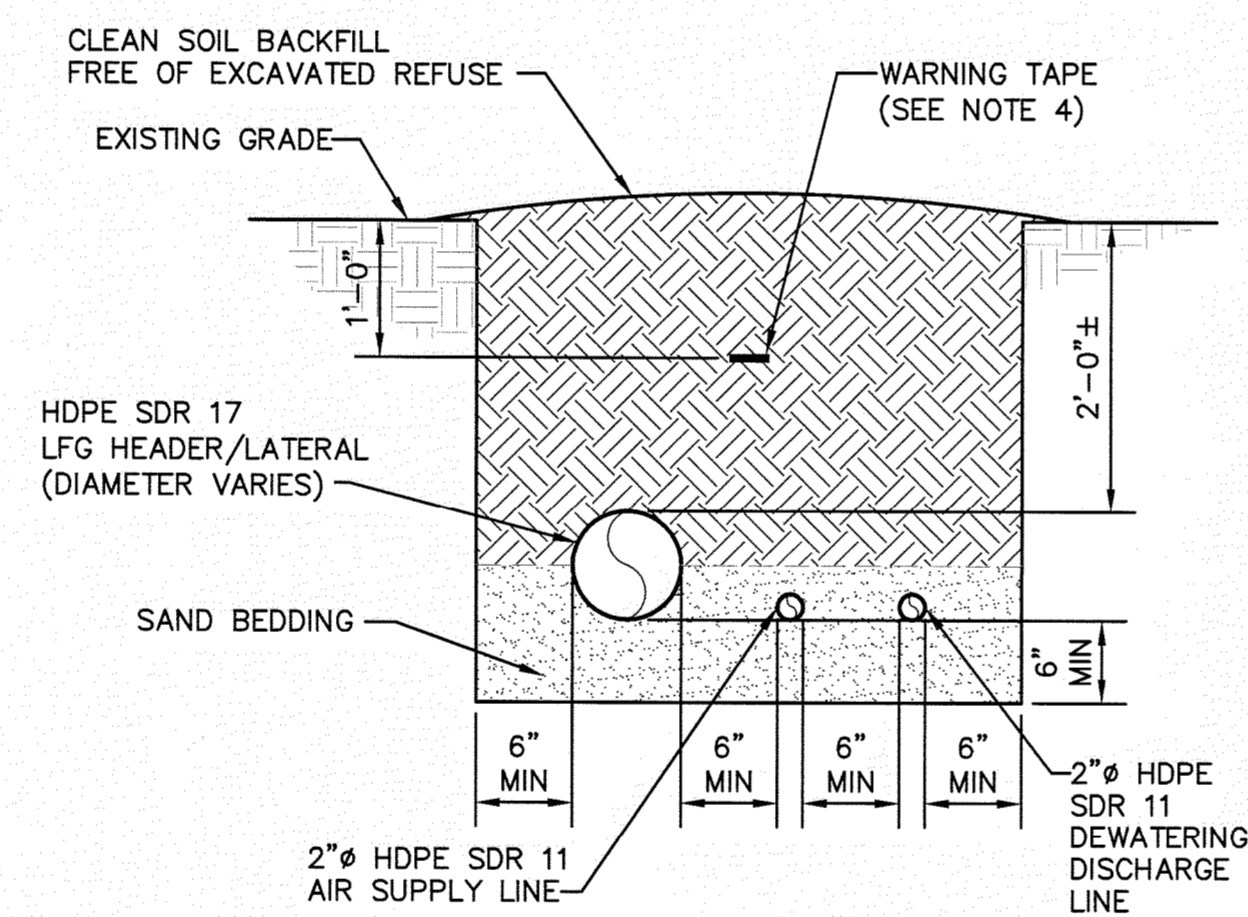 CLEAN SOIL BACKFILL
FREE OF EXCAVATED REFUSE
WARNING TAPE
(SEE NOTE 4)
EXISTING GRADE
1'-0"
2'-0"±
HDPE SDR 17
LFG HEADER/LATERAL
(DIAMETER VARIES)
SAND BEDDING
6"
MIN
6"
MIN
6"
MIN
6"
MIN
6"
MIN
2"ø HDPE
SDR 11
DEWATERING
DISCHARGE
LINE
2"ø HDPE SDR 11
AIR SUPPLY LINE